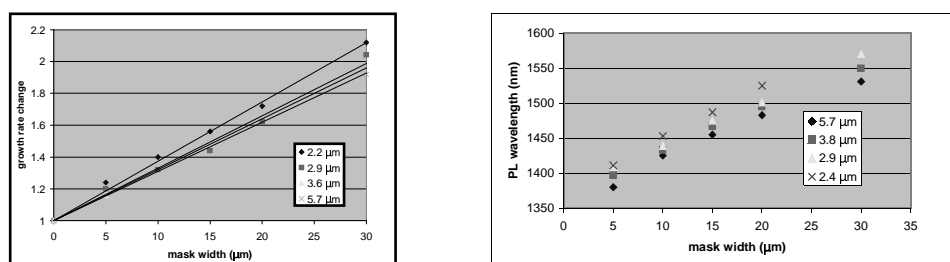 2.2
2
1.8
1.6
1.4
1.2
1
0 5 10 15 20 25 30
growth rate change
mask width (µm)
2.2 µm
2.9 µm
3.6 µm
5.7 µm
1600
1550
1500
1450
1400
1350
0 5 10 15 20 25 30 35
PL wavelength (nm)
mask width (µm)
5.7 µm
3.8 µm
2.9 µm
2.4 µm